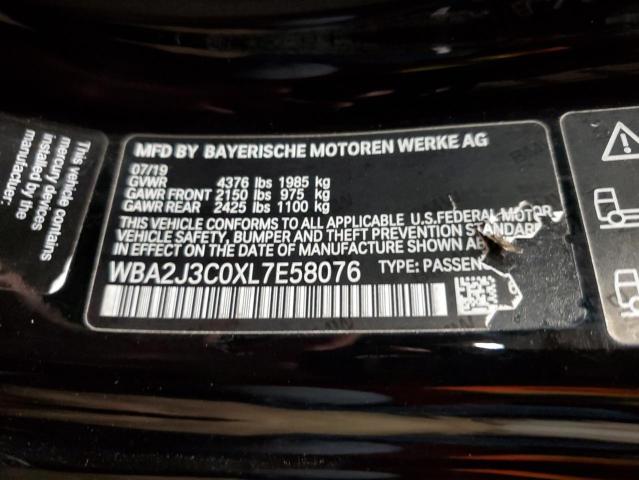 This vehicle contains
mercury devices
installed by the
manufacturer:
MFD BY BAYERISCHE MOTOREN WERKE AG
07/19
GVWR 4376 lbs 1985 kg
GAWR FRONT 2150 lbs 975 kg
GAWR REAR 2425 lbs 1100 kg
THIS VEHICLE CONFORMS TO ALL APPLICABLE U.S.FEDERAL MOTOR
VEHICLE SAFETY, BUMPER AND THEFT PREVENTION STANDARD
IN EFFECT ON THE DATE OF MANUFACTURE SHOWN AB
WBA2J3C0XL7E58076 TYPE: PASSEN